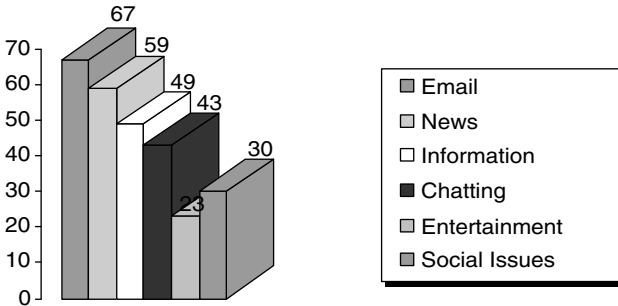 67
70
59
60
49
50
43
40
30
30
23
20
10
0
Email
News
Information
Chatting
Entertainment
Social Issues